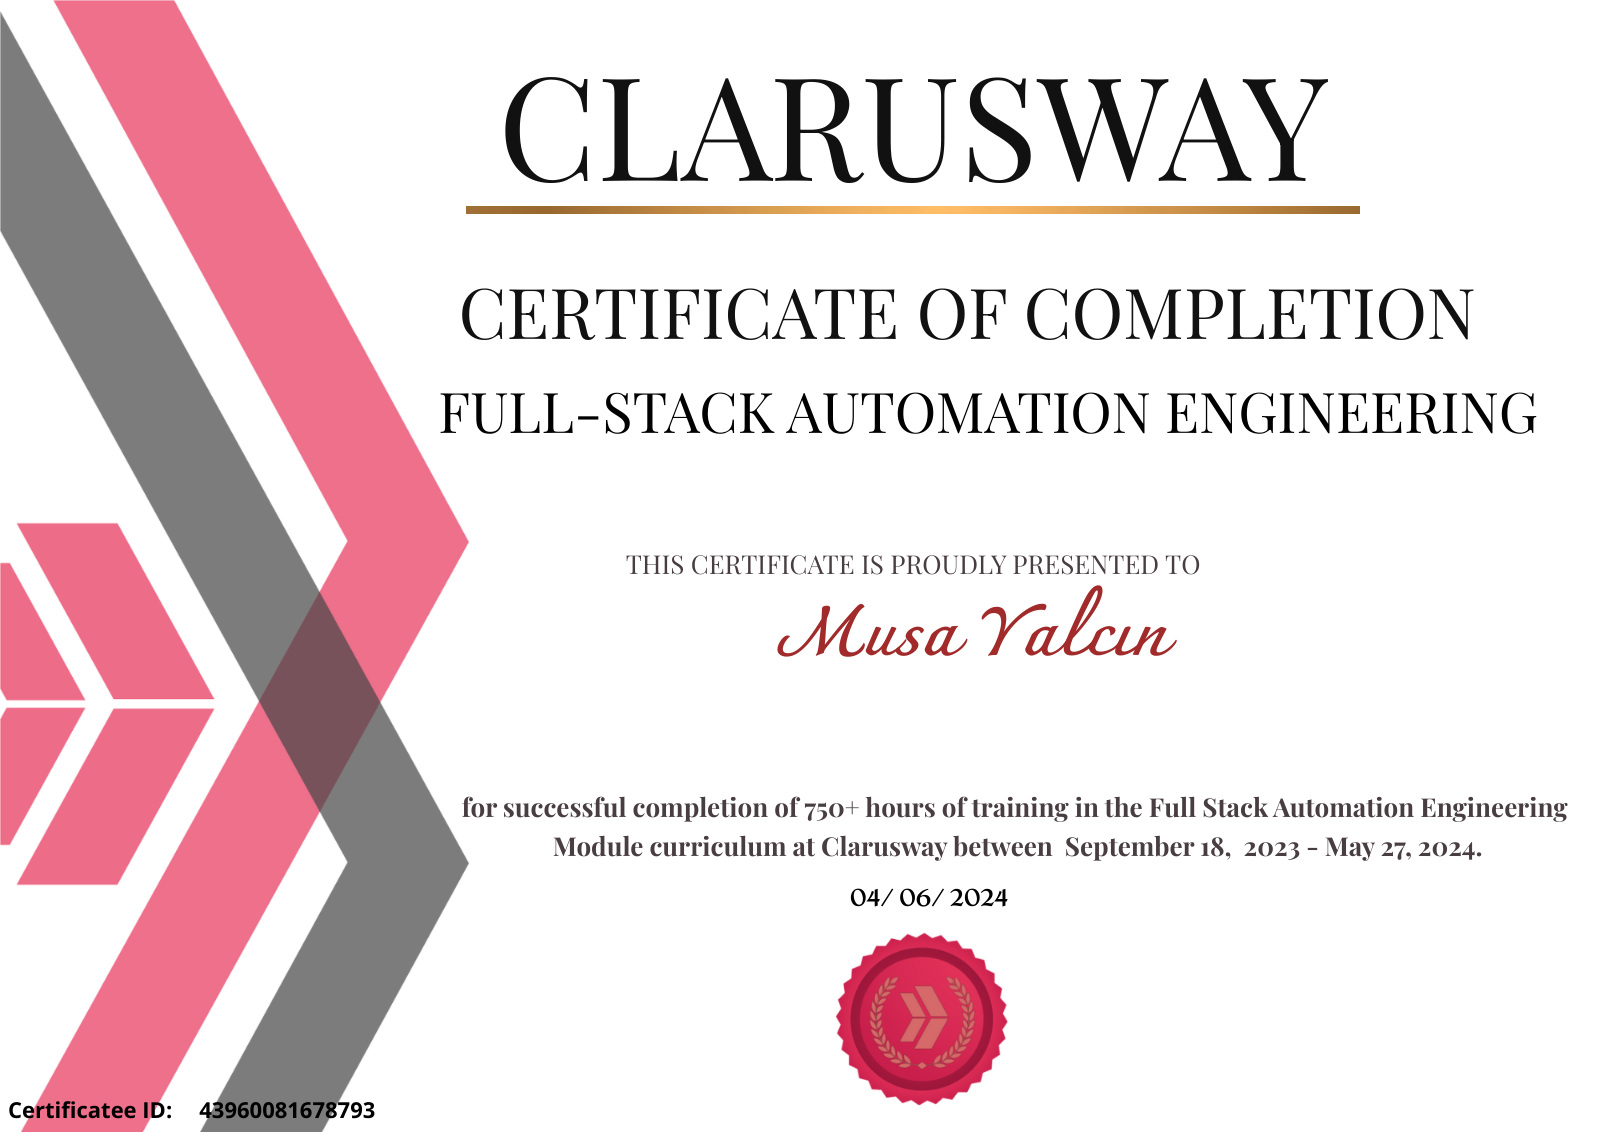 CLARUSWAY
CERTIFICATE OF COMPLETION
FULL-STACK AUTOMATION ENGINEERING
THIS CERTIFICATE IS PROUDLY PRESENTED TO
Musa Yalcın
for successful completion of 750+ hours of training in the Full Stack Automation Engineering
Module curriculum at Clarusway between September 18, 2023 - May 27, 2024.
04/ 06/ 2024
Certificatee ID: 43960081678793